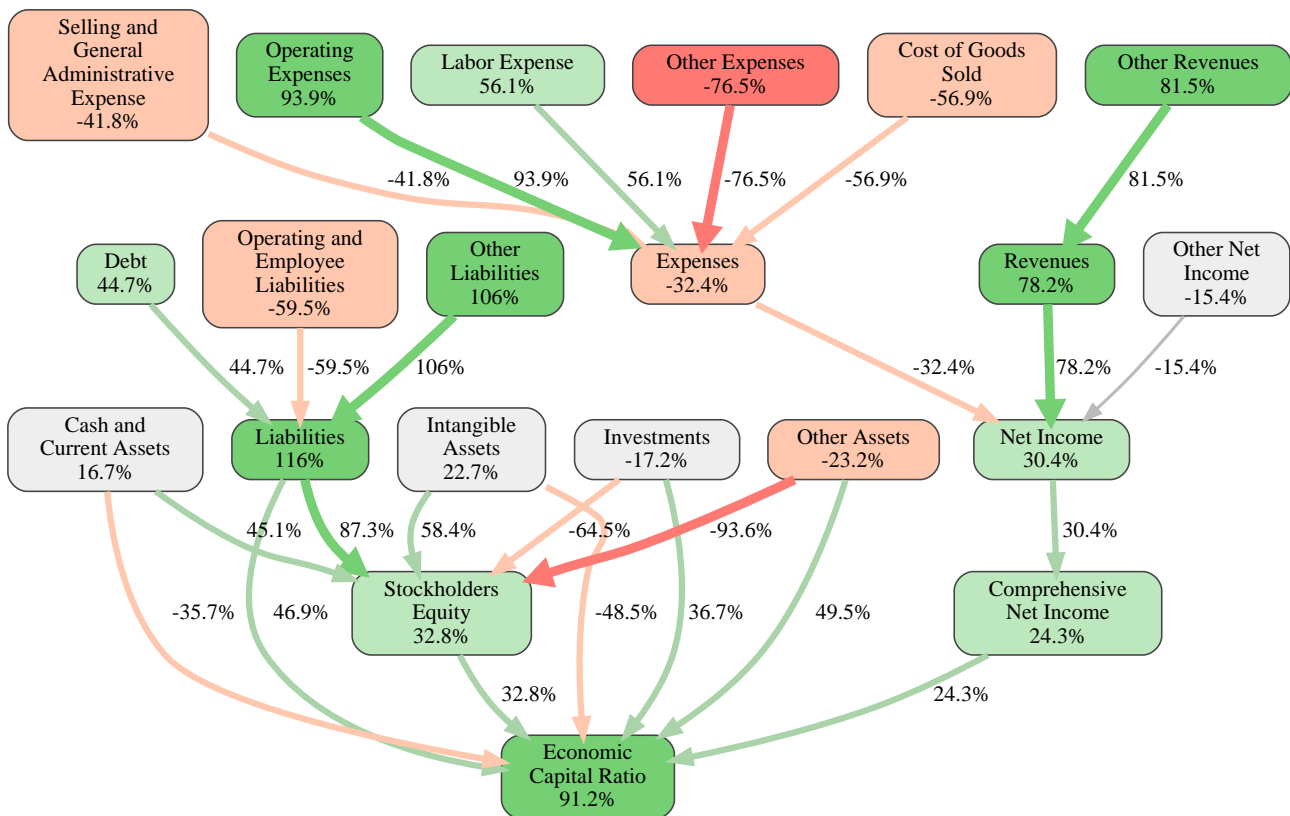 Selling and
General
Administrative
Expense
-41.8%
Operating
Expenses
93.9%
Labor Expense
56.1%
Other Expenses
-76.5%
Cost of Goods
Sold
-56.9%
Other Revenues
81.5%
-41.8%
93.9%
56.1%
-76.5%
-56.9%
81.5%
Debt
44.7%
Operating and
Employee
Liabilities
-59.5%
Other
Liabilities
106%
Expenses
-32.4%
Revenues
78.2%
Other Net
Income
-15.4%
44.7%
-59.5%
106%
-32.4%
78.2%
-15.4%
Cash and
Current Assets
16.7%
Liabilities
116%
Intangible
Assets
22.7%
Investments
-17.2%
Other Assets
-23.2%
Net Income
30.4%
45.1%
87.3%
58.4%
-64.5%
-93.6%
30.4%
-35.7%
46.9%
Stockholders
Equity
32.8%
-48.5%
36.7%
49.5%
Comprehensive
Net Income
24.3%
32.8%
24.3%
Economic
Capital Ratio
91.2%